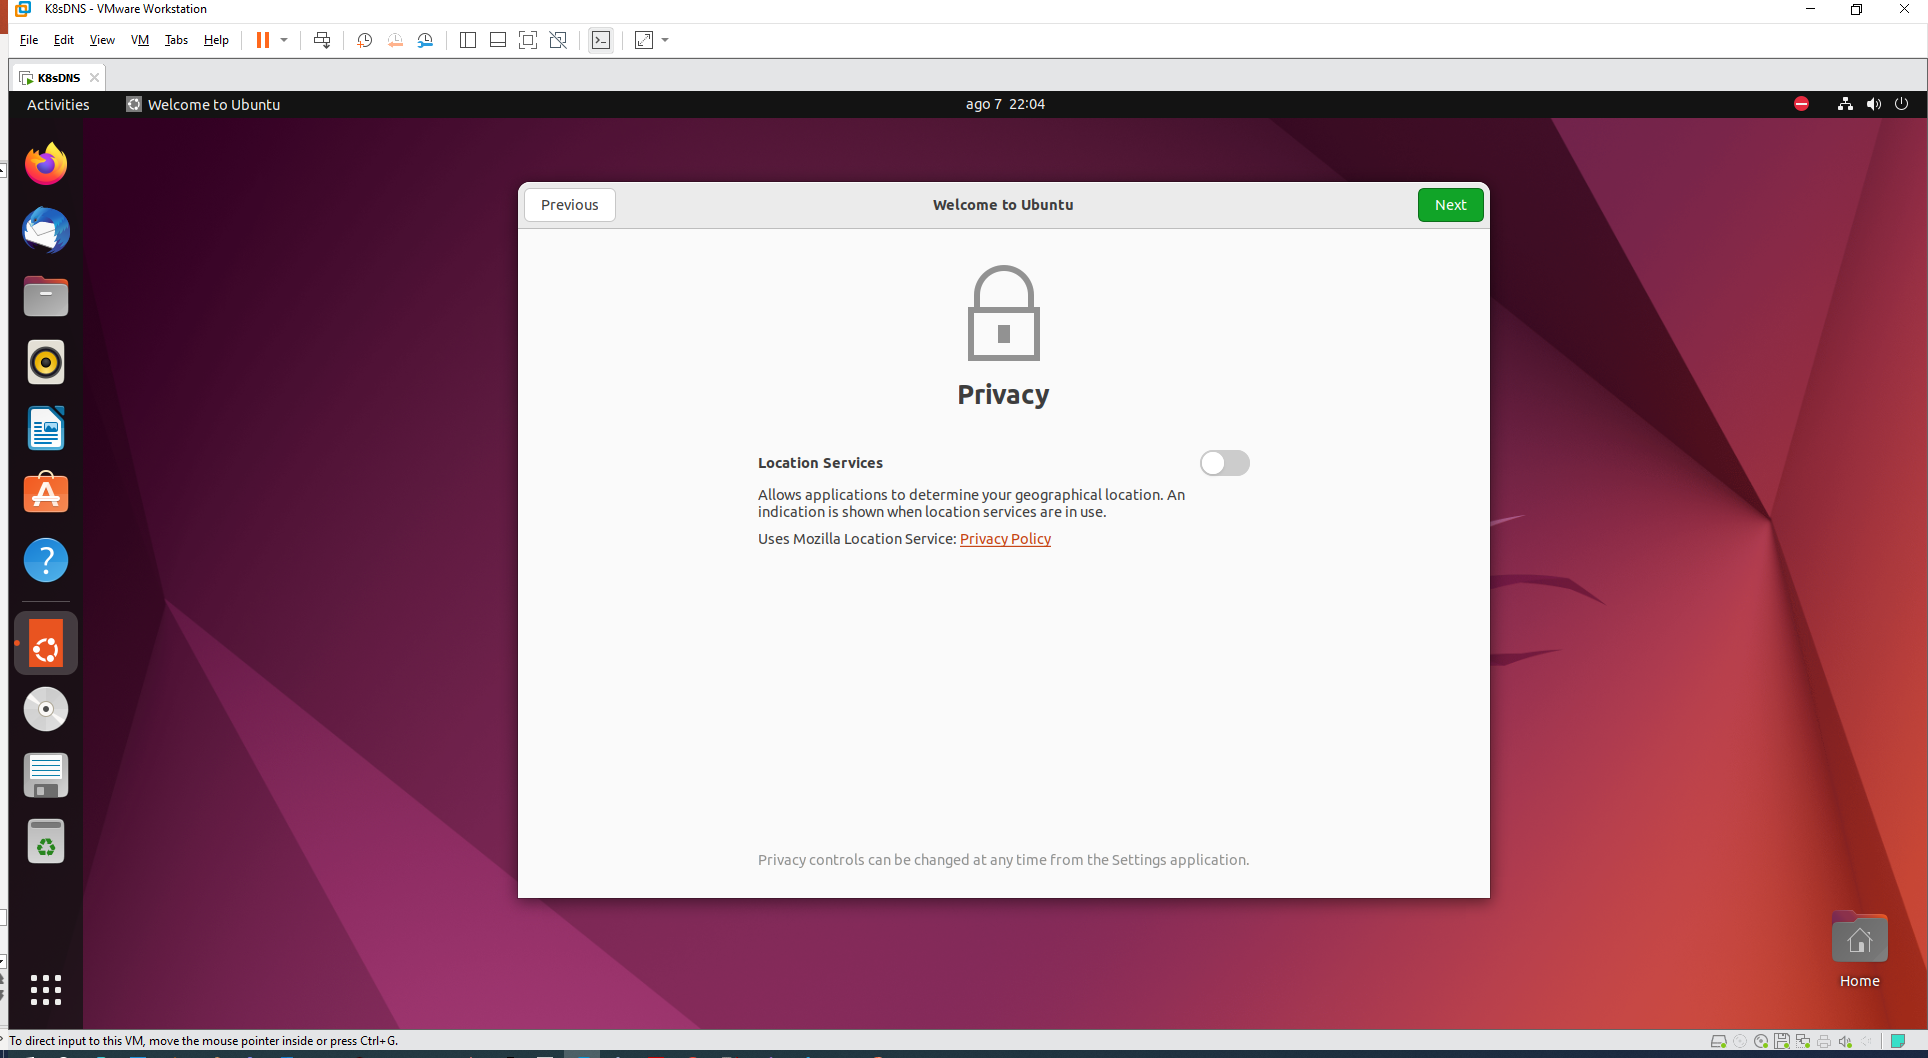 K8sDNS - VMware Workstation
File Edit View VM Tabs Help
K8sDNS
Activities Welcome to Ubuntu ago 7 22:04
Previous Welcome to Ubuntu Next
Privacy
Location Services
Allows applications to determine your geographical location. An
indication is shown when location services are in use.
Uses Mozilla Location Service: Privacy Policy
Privacy controls can be changed at any time from the Settings application.
Home
To direct input to this VM, move the mouse pointer inside or press Ctrl+G.